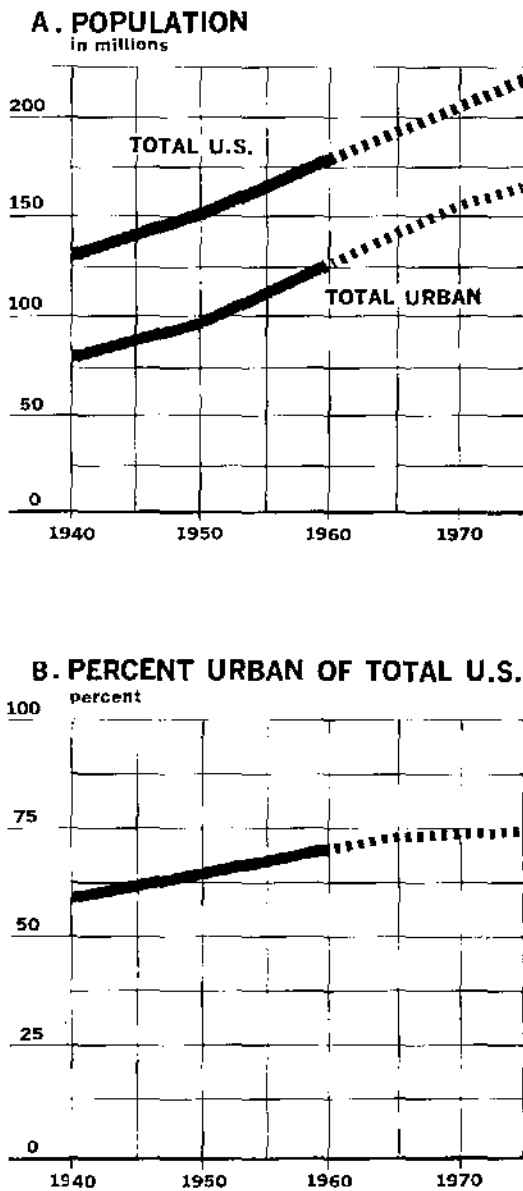 A. POPULATION
in millions
200
TOTAL U.S.
150
100
TOTAL URBAN
50
0
1940 1950 1960 1970
B. PERCENT URBAN OF TOTAL U.S.
percent
100
75
50
25
0
1940 1950 1960 1970